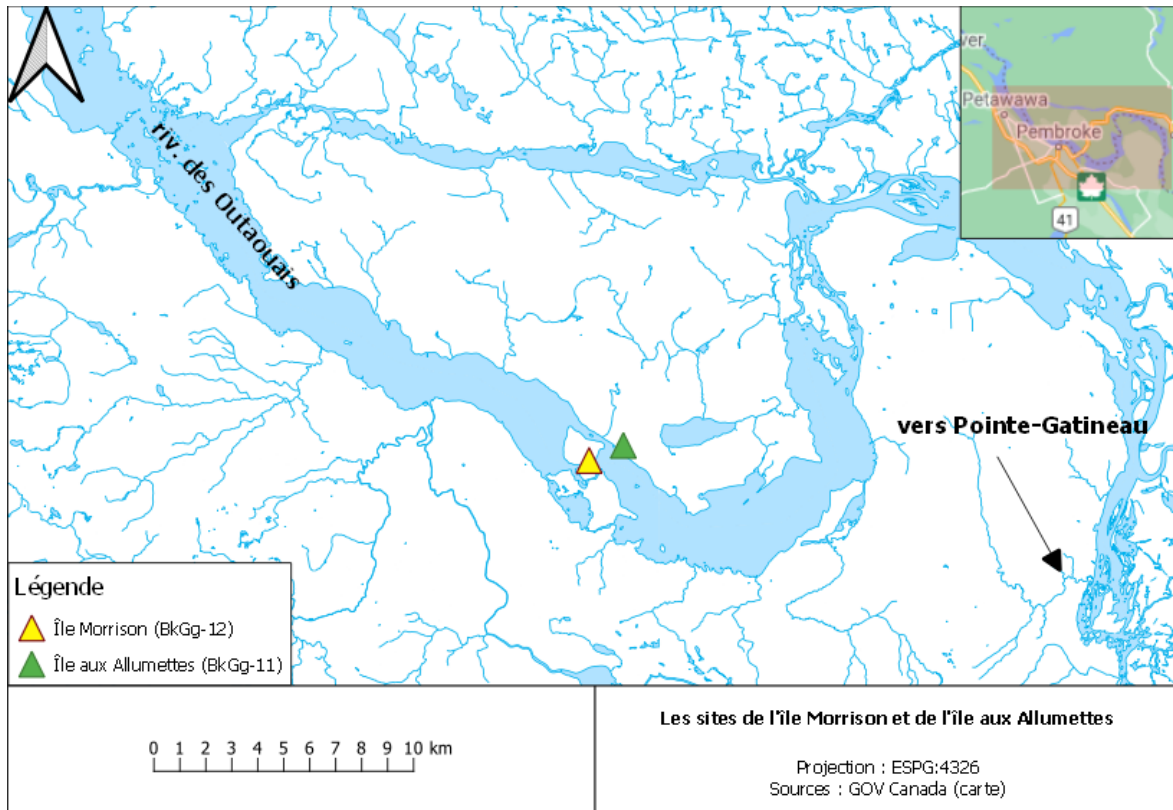 riv. des Outaouais
ver
Petawawa
Pembroke
41
vers Pointe-Gatineau
Légende
Île Morrison (BkGg-12)
Île aux Allumettes (BkGg-11)
0 1 2 3 4 5 6 7 8 9 10 km
Les sites de l'île Morrison et de l'île aux Allumettes
Projection : ESPG:4326
Sources : GOV Canada (carte)